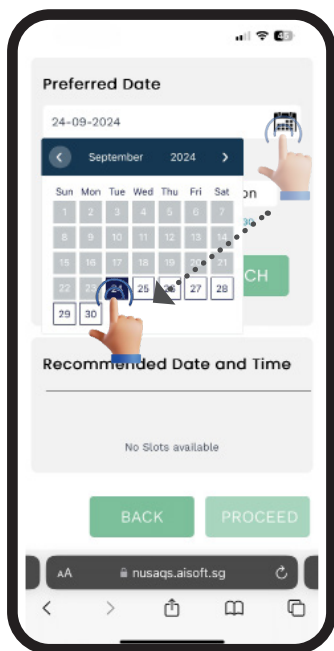 Preferred Date
24-09-2024
September 2024
Sun Mon Tue Wed Thu Fri Sat
on
1 2 3 4 5 6 7
8 9 10 11 12 13 14
15 16 17 18 19 20 21
CH
22 23 24 25 26 27 28
29 30
Recommended Date and Time
No Slots available
BACK PROCEED
AA nusaqs.aisoft.sg